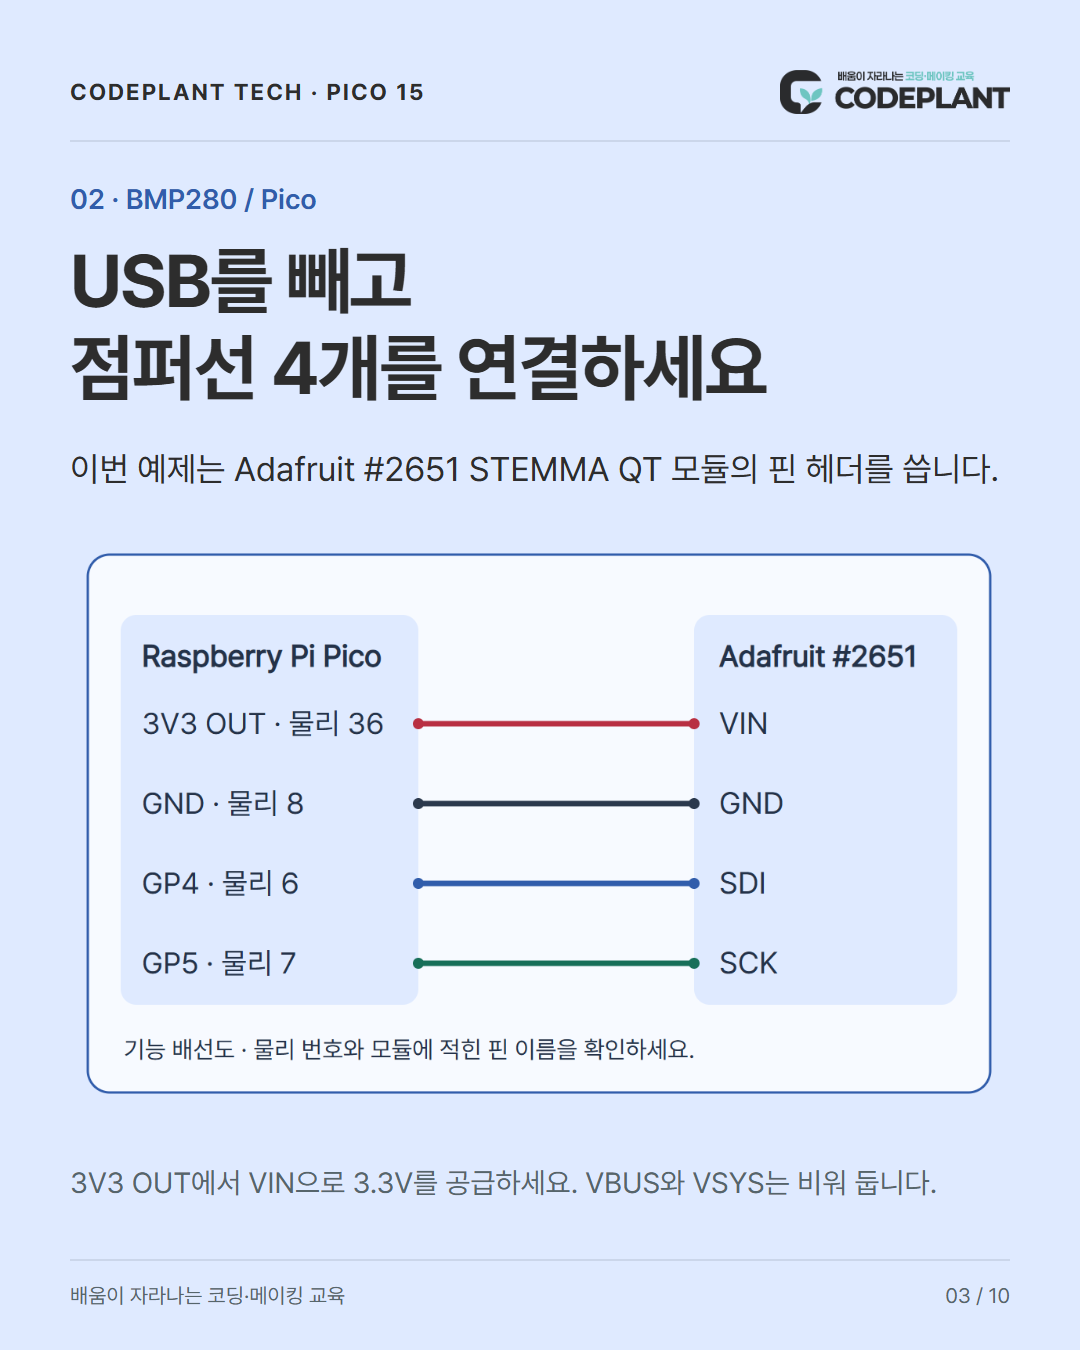 CODEPLANT TECH · PICO 15
배움이 자라나는 코딩·메이킹 교육
CODEPLANT
02 · BMP280 / Pico
USB를 빼고
점퍼선 4개를 연결하세요
이번 예제는 Adafruit #2651 STEMMA QT 모듈의 핀 헤더를 씁니다.
Raspberry Pi Pico
Adafruit #2651
3V3 OUT · 물리 36
VIN
GND · 물리 8
GND
GP4 · 물리 6
SDI
GP5 · 물리 7
SCK
기능 배선도 · 물리 번호와 모듈에 적힌 핀 이름을 확인하세요.
3V3 OUT에서 VIN으로 3.3V를 공급하세요. VBUS와 VSYS는 비워 둡니다.
배움이 자라나는 코딩·메이킹 교육
03 / 10